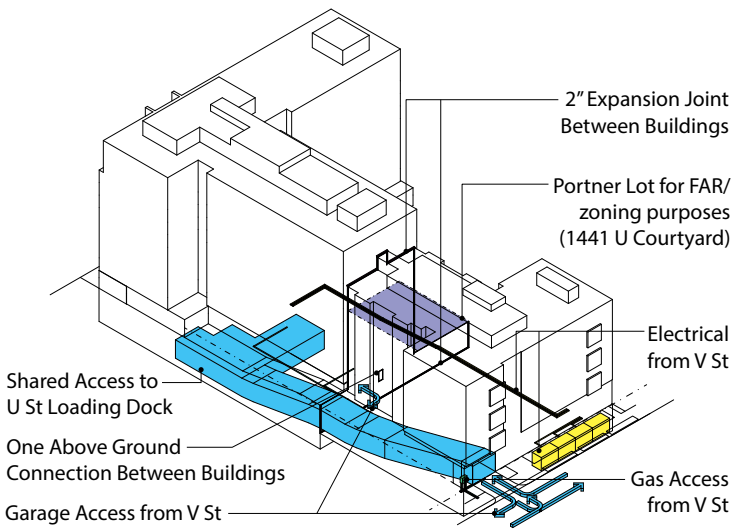 2" Expansion Joint
Between Buildings
Portner Lot for FAR/
zoning purposes
(1441 U Courtyard)
Electrical
from V St
Shared Access to
U St Loading Dock
One Above Ground
Connection Between Buildings
Gas Access
from V St
Garage Access from V St